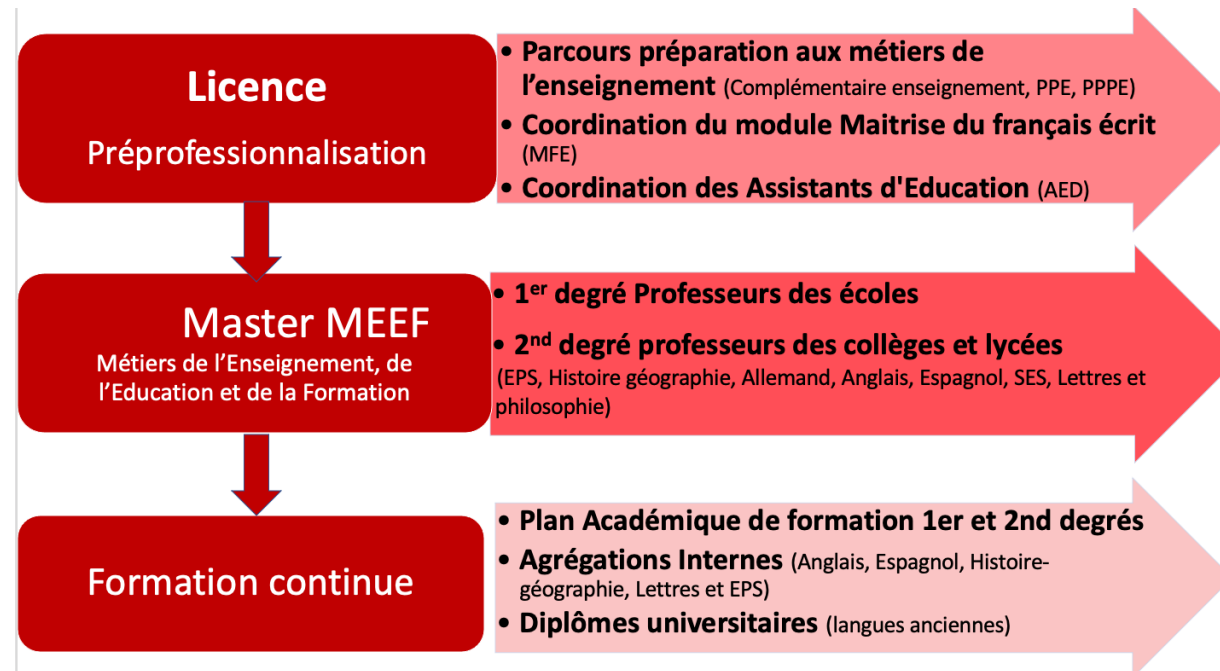 Licence
Préprofessionnalisation
• Parcours préparation aux métiers de
l'enseignement (Complémentaire enseignement, PPE, PPPE)
• Coordination du module Maitrise du français écrit
(MFE)
• Coordination des Assistants d'Education (AED)
Master MEEF
Métiers de l'Enseignement, de
l'Education et de la Formation
• 1er degré Professeurs des écoles
• 2nd degré professeurs des collèges et lycées
(EPS, Histoire géographie, Allemand, Anglais, Espagnol, SES, Lettres et
philosophie)
Formation continue
• Plan Académique de formation 1er et 2nd degrés
• Agrégations Internes (Anglais, Espagnol, Histoire-
géographie, Lettres et EPS)
• Diplômes universitaires (langues anciennes)